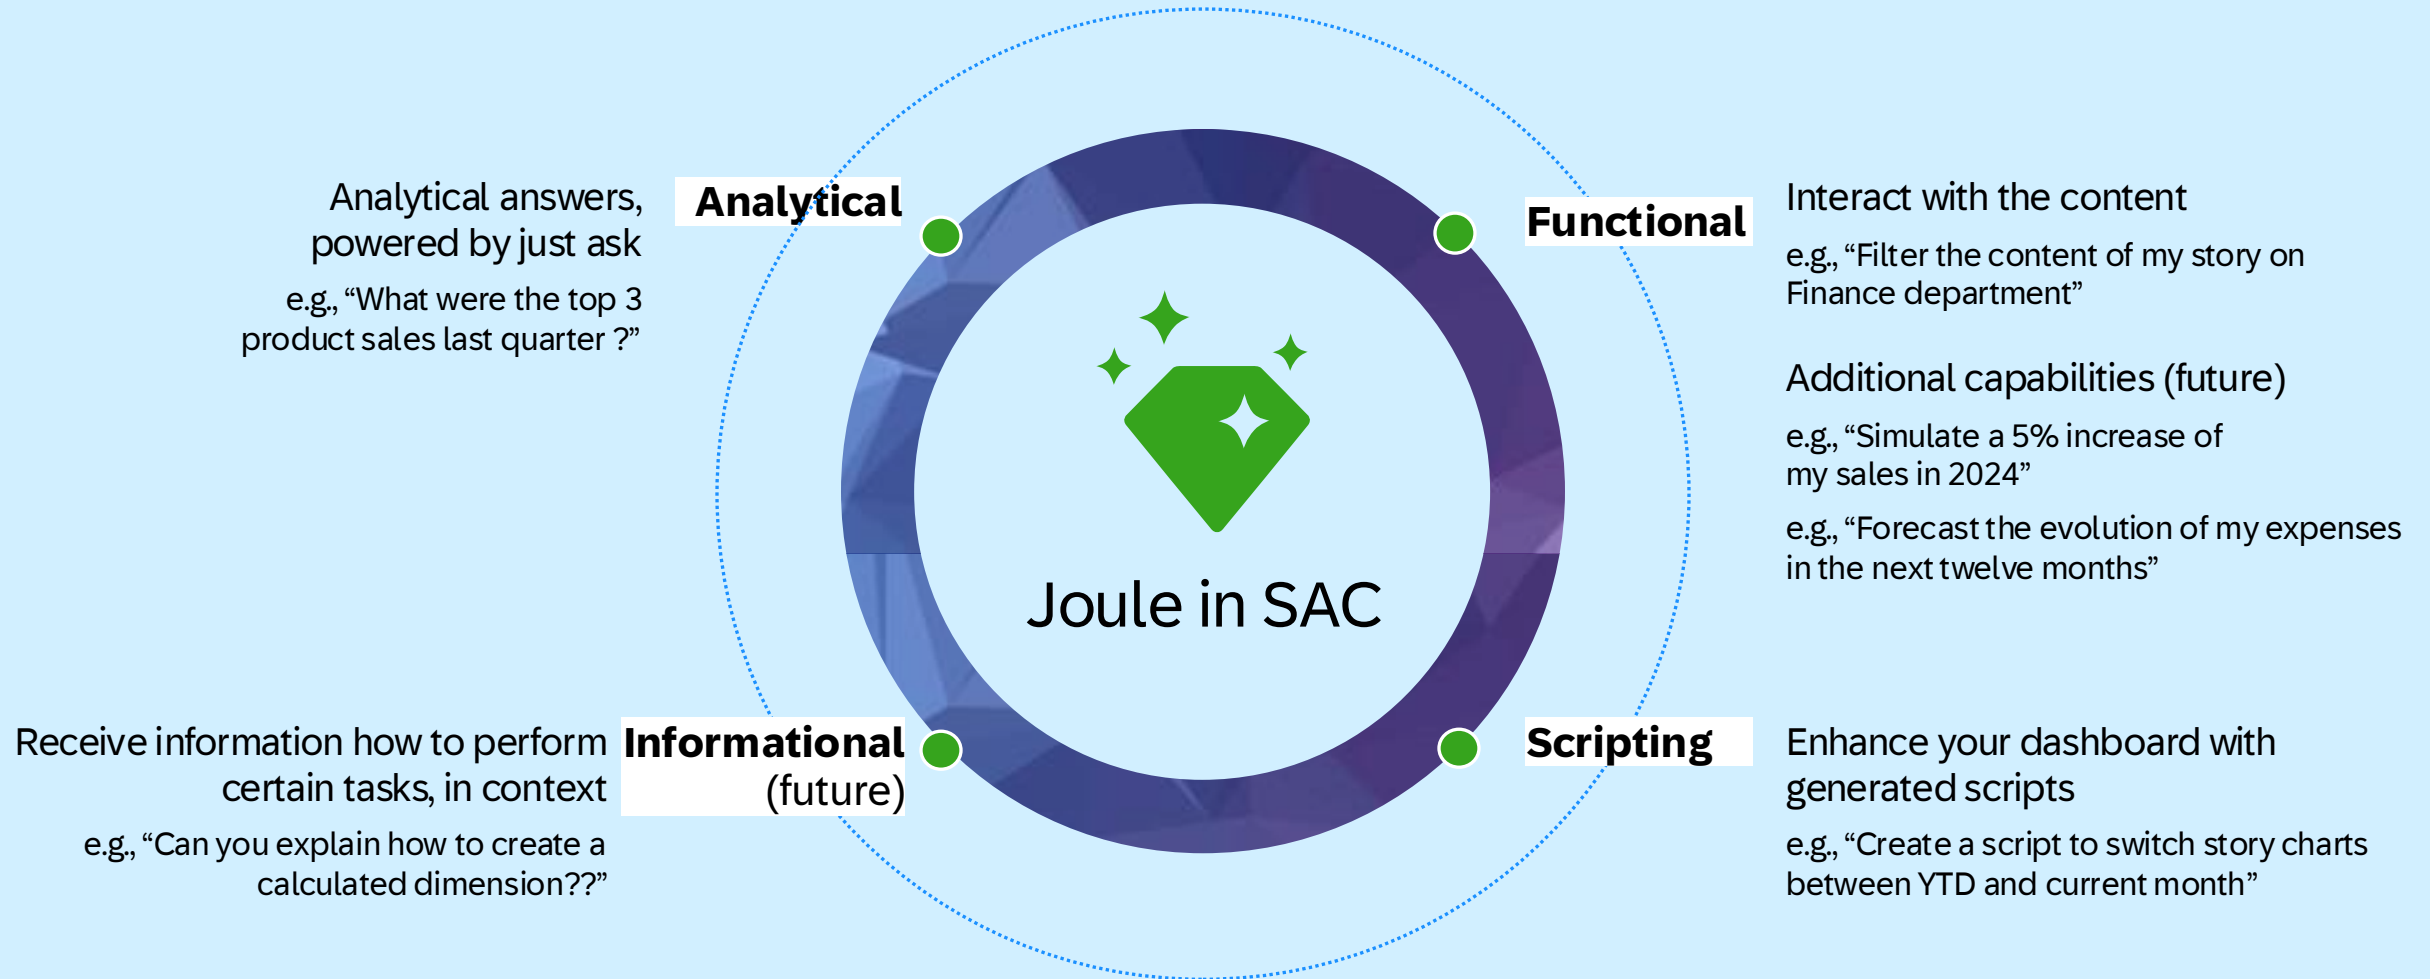 Analytical answers,
powered by just ask
e.g., “What were the top 3
product sales last quarter ?”
Analytical
Functional
Interact with the content
e.g., “Filter the content of my story on
Finance department”
Additional capabilities (future)
e.g., “Simulate a 5% increase of
my sales in 2024”
e.g., “Forecast the evolution of my expenses
in the next twelve months”
Joule in SAC
Receive information how to perform
certain tasks, in context
e.g., “Can you explain how to create a
calculated dimension??”
Informational
(future)
Scripting
Enhance your dashboard with
generated scripts
e.g., “Create a script to switch story charts
between YTD and current month”